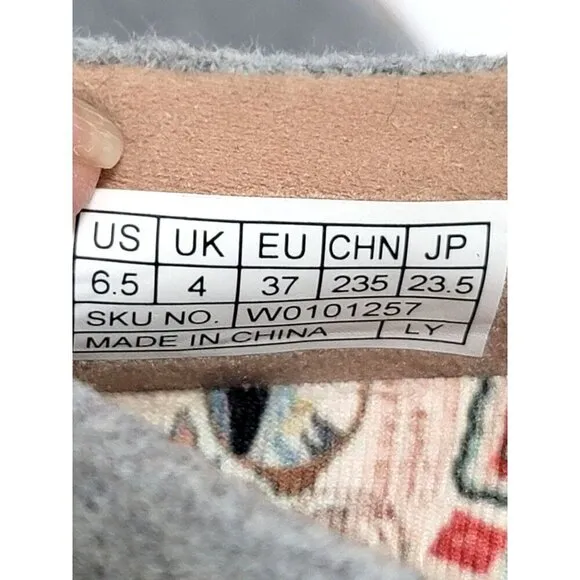 US UK EU CHN JP
6.5 4 37 235 23.5
SKU NO. W0101257
MADE IN CHINA LY